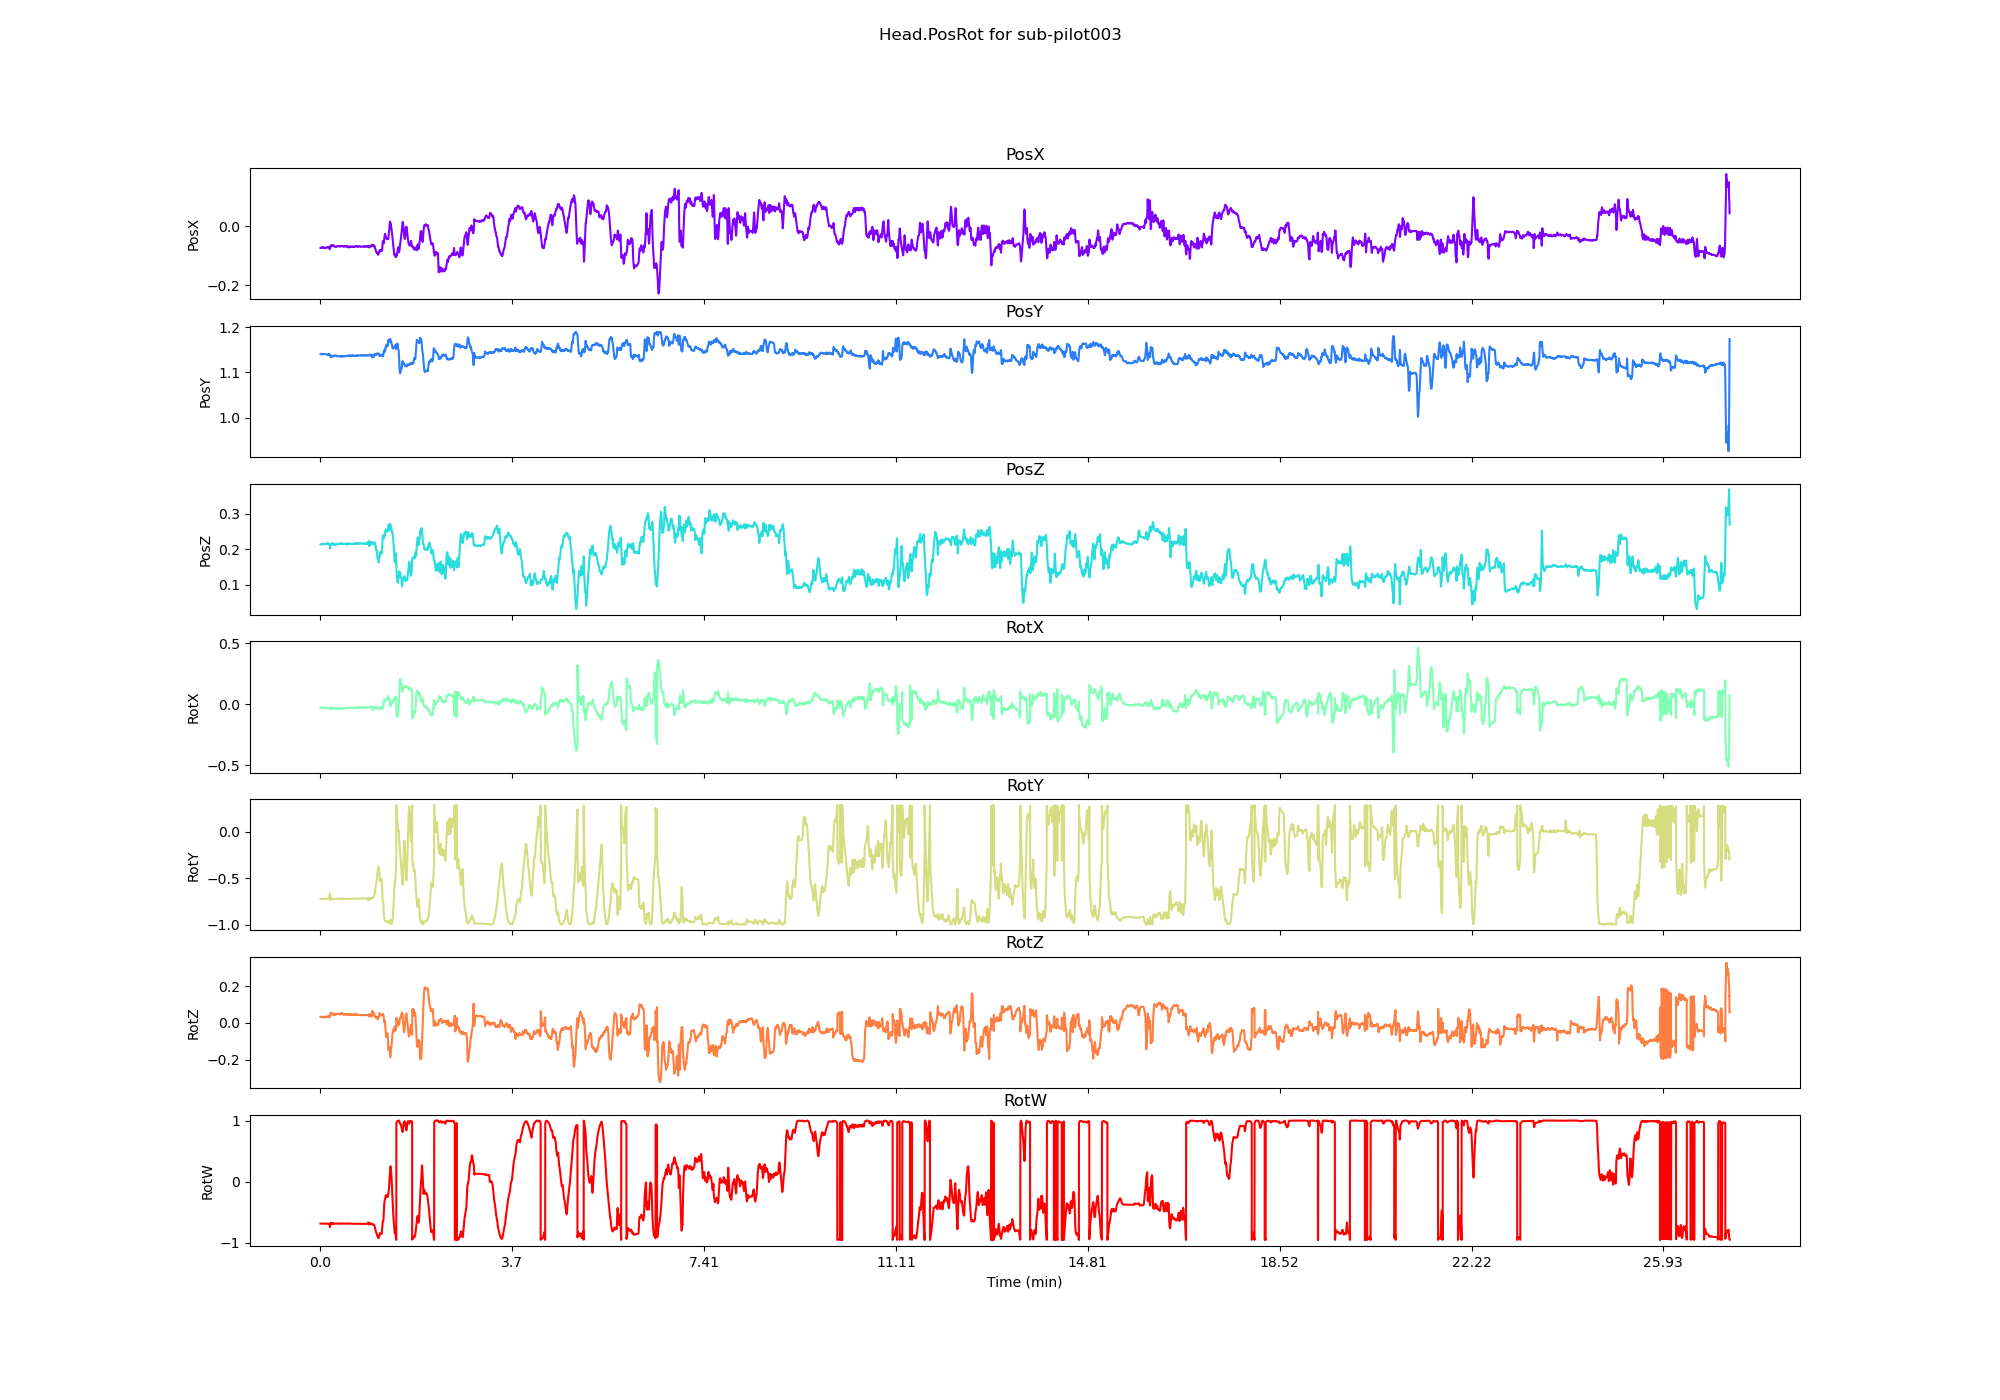 Head.PosRot for sub-pilot003
PosX
PosX
0.0
−0.2
PosY
PosY
1.2
1.1
1.0
PosZ
PosZ
0.3
0.2
0.1
RotX
RotX
0.5
0.0
−0.5
RotY
RotY
0.0
−0.5
−1.0
RotZ
RotZ
0.2
0.0
−0.2
RotW
RotW
1
0
−1
0.0 3.7 7.41 11.11 14.81 18.52 22.22 25.93
Time (min)